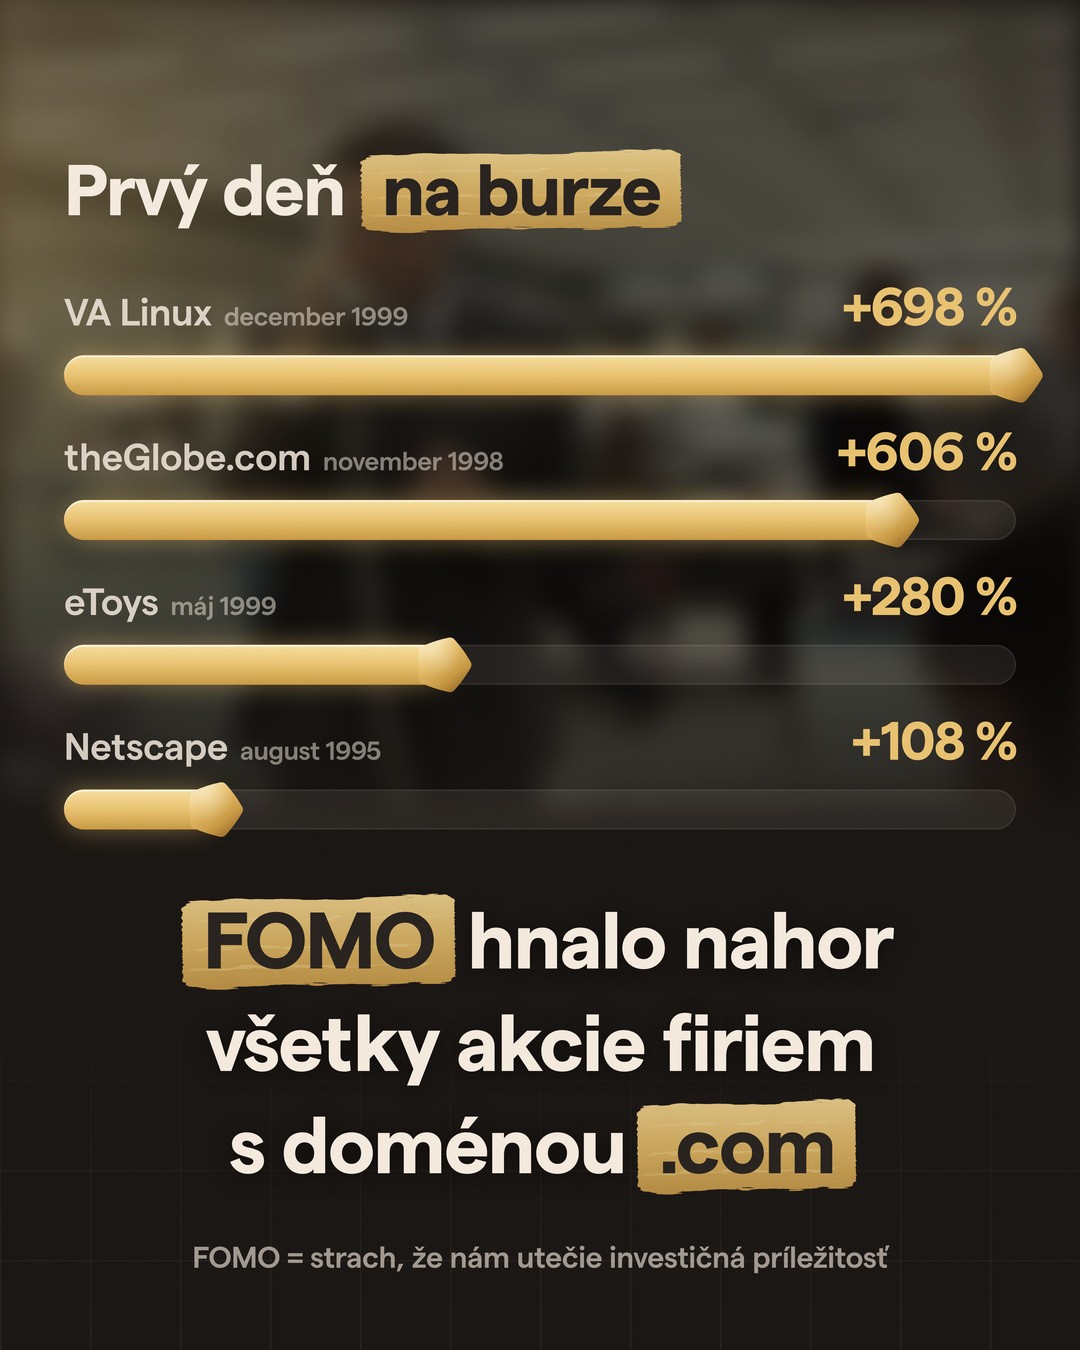 Prvý deň na burze
VA Linux december 1999 +698 %
theGlobe.com november 1998 +606 %
eToys máj 1999 +280 %
Netscape august 1995 +108 %
FOMO hnalo nahor
všetky akcie firiem
s doménou .com
FOMO = strach, že nám utečie investičná príležitosť